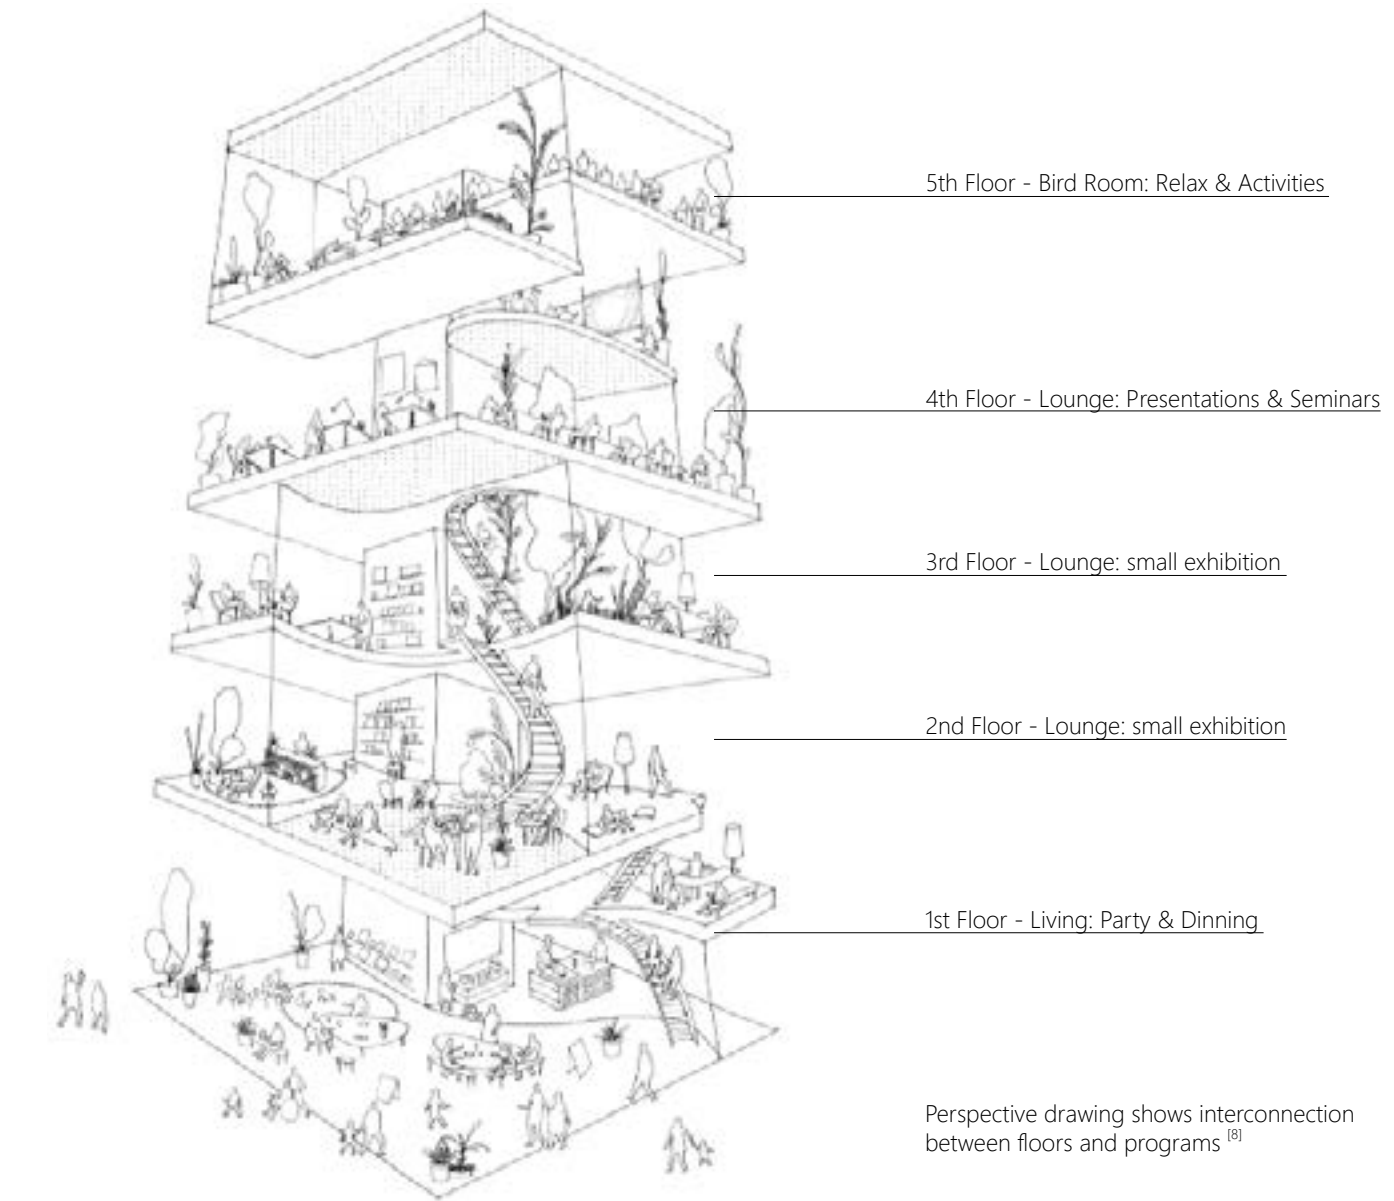 5th Floor - Bird Room: Relax & Activities
4th Floor - Lounge: Presentations & Seminars
3rd Floor - Lounge: small exhibition
2nd Floor - Lounge: small exhibition
1st Floor - Living: Party & Dinning
Perspective drawing shows interconnection
between floors and programs [8]